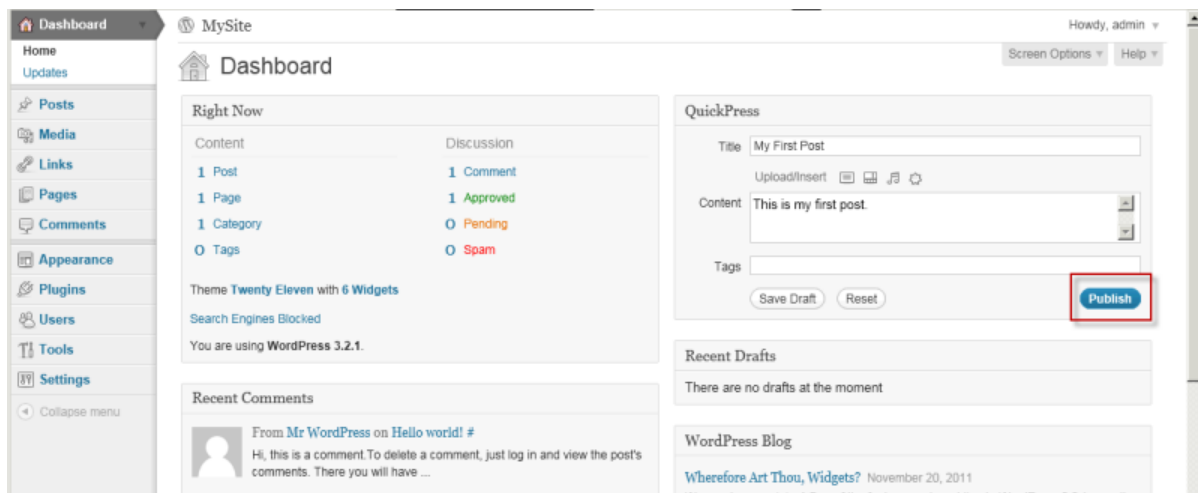 Dashboard
Home
Updates
Posts
Media
Links
Pages
Comments
Appearance
Plugins
Users
Tools
Settings
Collapse menu
MySite
Howdy, admin
Screen Options
Help
Dashboard
Right Now
Content
Discussion
1 Post
1 Comment
1 Page
1 Approved
1 Category
0 Pending
0 Tags
0 Spam
Theme Twenty Eleven with 6 Widgets
Search Engines Blocked
You are using WordPress 3.2.1.
Recent Comments
From Mr WordPress on Hello world! #
Hi, this is a comment.To delete a comment, just log in and view the post's
comments. There you will have ...
QuickPress
Title My First Post
Upload/Insert
Content This is my first post.
Tags
Save Draft Reset Publish
Recent Drafts
There are no drafts at the moment
WordPress Blog
Wherefore Art Thou, Widgets? November 20, 2011